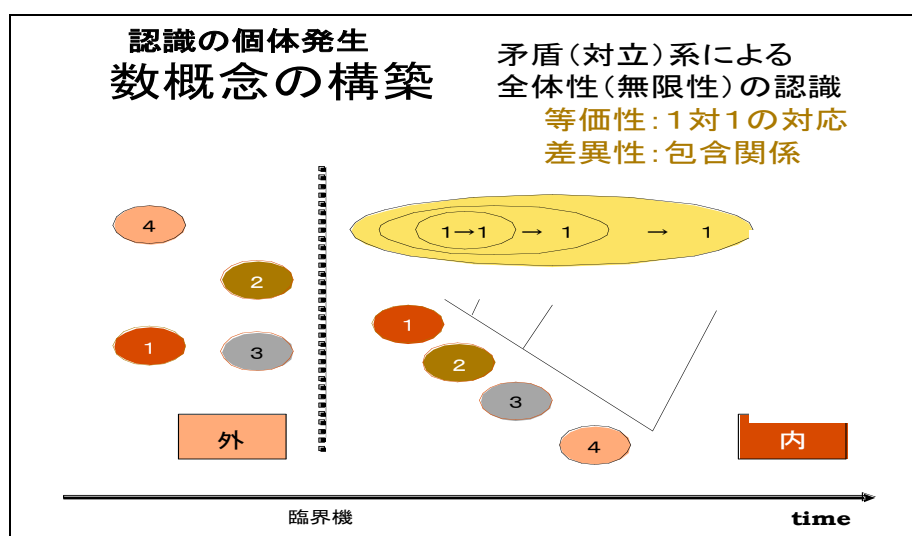 認識の個体発生
数概念の構築
矛盾(対立)系による
全体性(無限性)の認識
等価性:1対1の対応
差異性:包含関係
4
2
1
3
1→1 → 1 → 1
1
2
3
4
外
内
臨界機
time